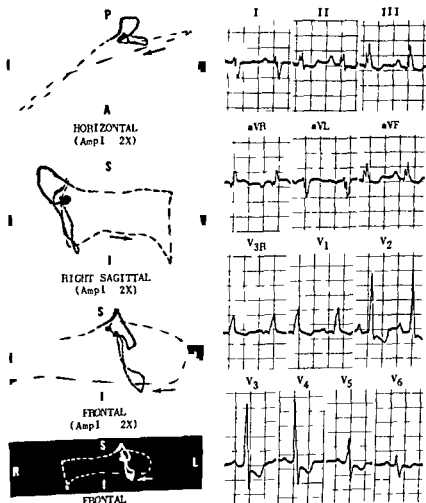 P
A
HORIZONTAL
(Ampl 2X)
S
I
RIGHT SAGITTAL
(Ampl 2X)
S
I
FRONTAL
(Ampl 2X)
S
R
L
I
FRONTAL
I II III
aVR aVL aVF
V3R V1 V2
V3 V4 V5 V6